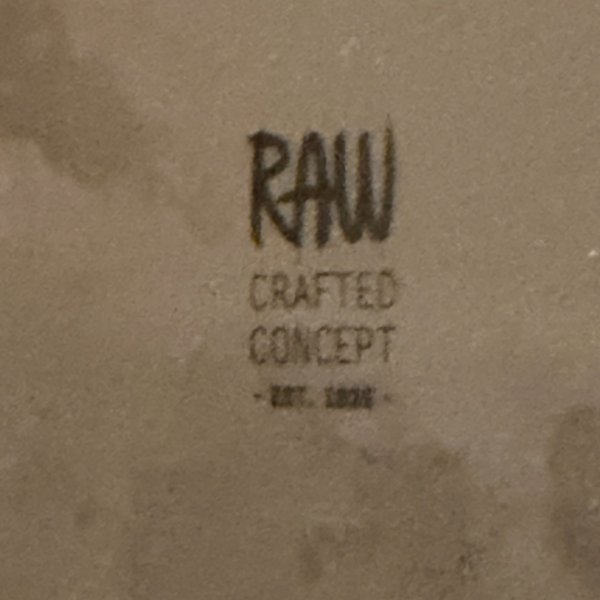 RAW
CRAFTED
CONCEPT
- EST.